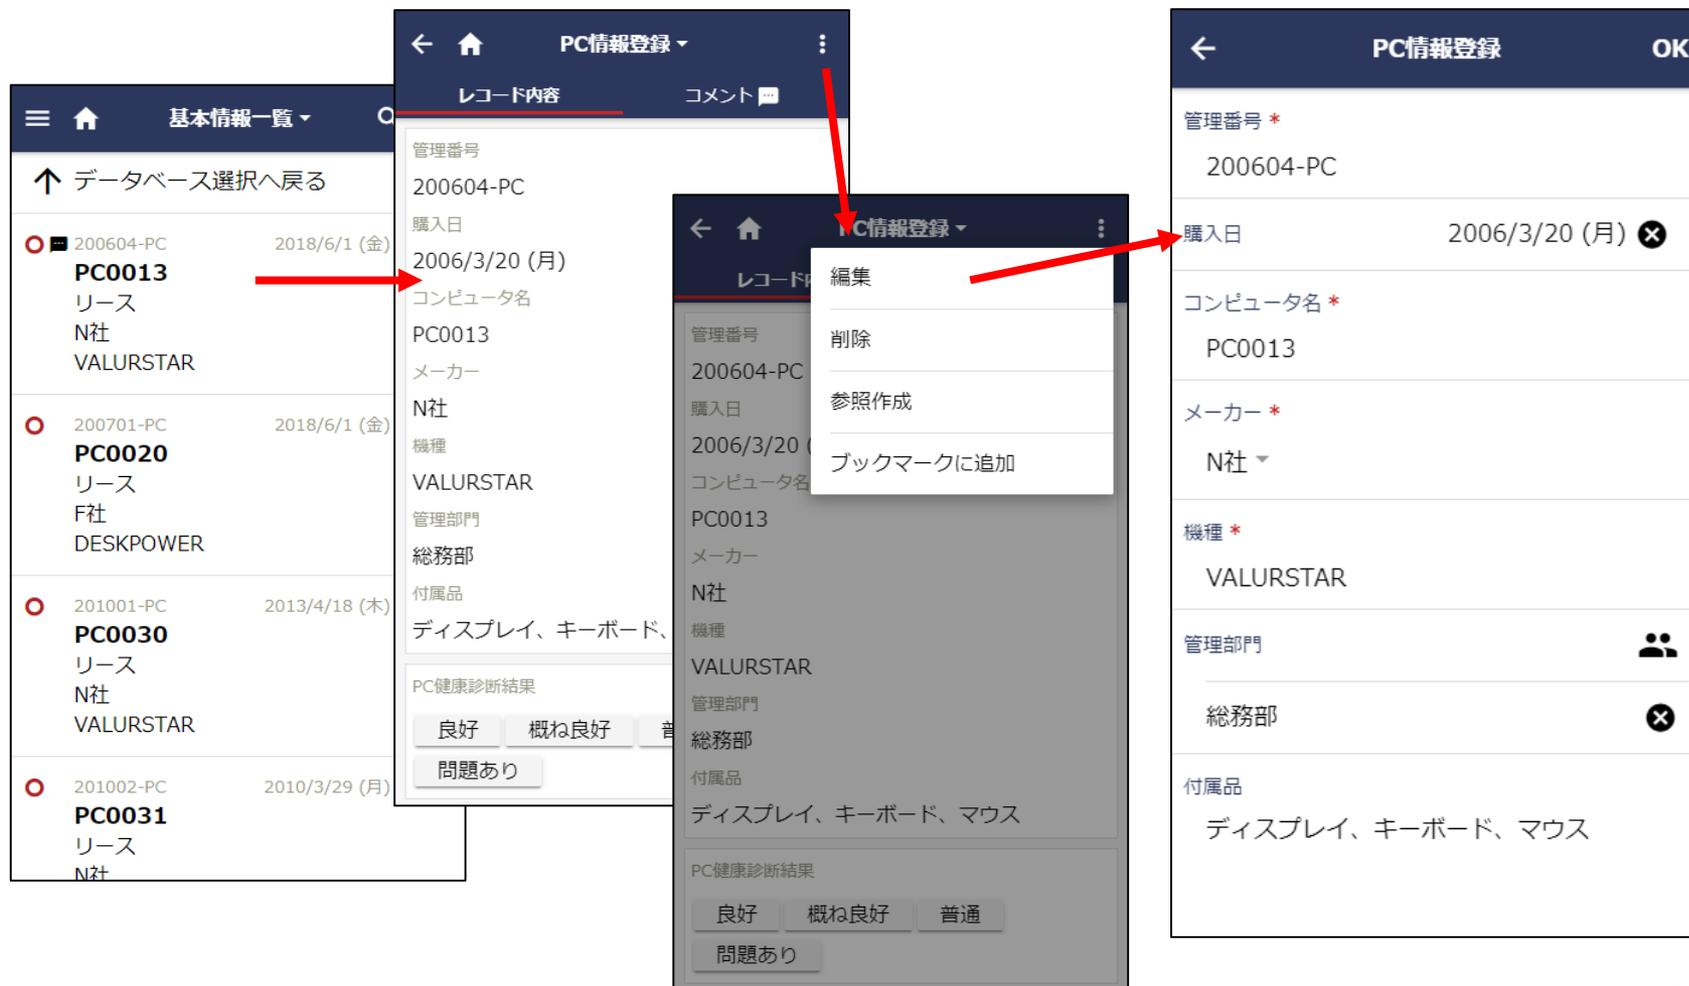 基本情報一覧
データベース選択へ戻る
200604-PC 2018/6/1 (金)
PC0013
リース
N社
VALURSTAR
200701-PC 2018/6/1 (金)
PC0020
リース
F社
DESKPOWER
201001-PC 2013/4/18 (木)
PC0030
リース
N社
VALURSTAR
201002-PC 2010/3/29 (月)
PC0031
リース
N社
PC情報登録
レコード内容 コメント
管理番号
200604-PC
購入日
2006/3/20 (月)
コンピュータ名
PC0013
メーカー
N社
機種
VALURSTAR
管理部門
総務部
付属品
ディスプレイ、キーボード、
PC健康診断結果
良好 概ね良好
問題あり
PC情報登録
レコード
編集
削除
参照作成
ブックマークに追加
管理番号
200604-PC
購入日
2006/3/20 (
コンピュータ名
PC0013
メーカー
N社
機種
VALURSTAR
管理部門
総務部
付属品
ディスプレイ、キーボード、マウス
PC健康診断結果
良好 概ね良好 普通
問題あり
PC情報登録 OK
管理番号 *
200604-PC
購入日 2006/3/20 (月)
コンピュータ名 *
PC0013
メーカー *
N社
機種 *
VALURSTAR
管理部門
総務部
付属品
ディスプレイ、キーボード、マウス